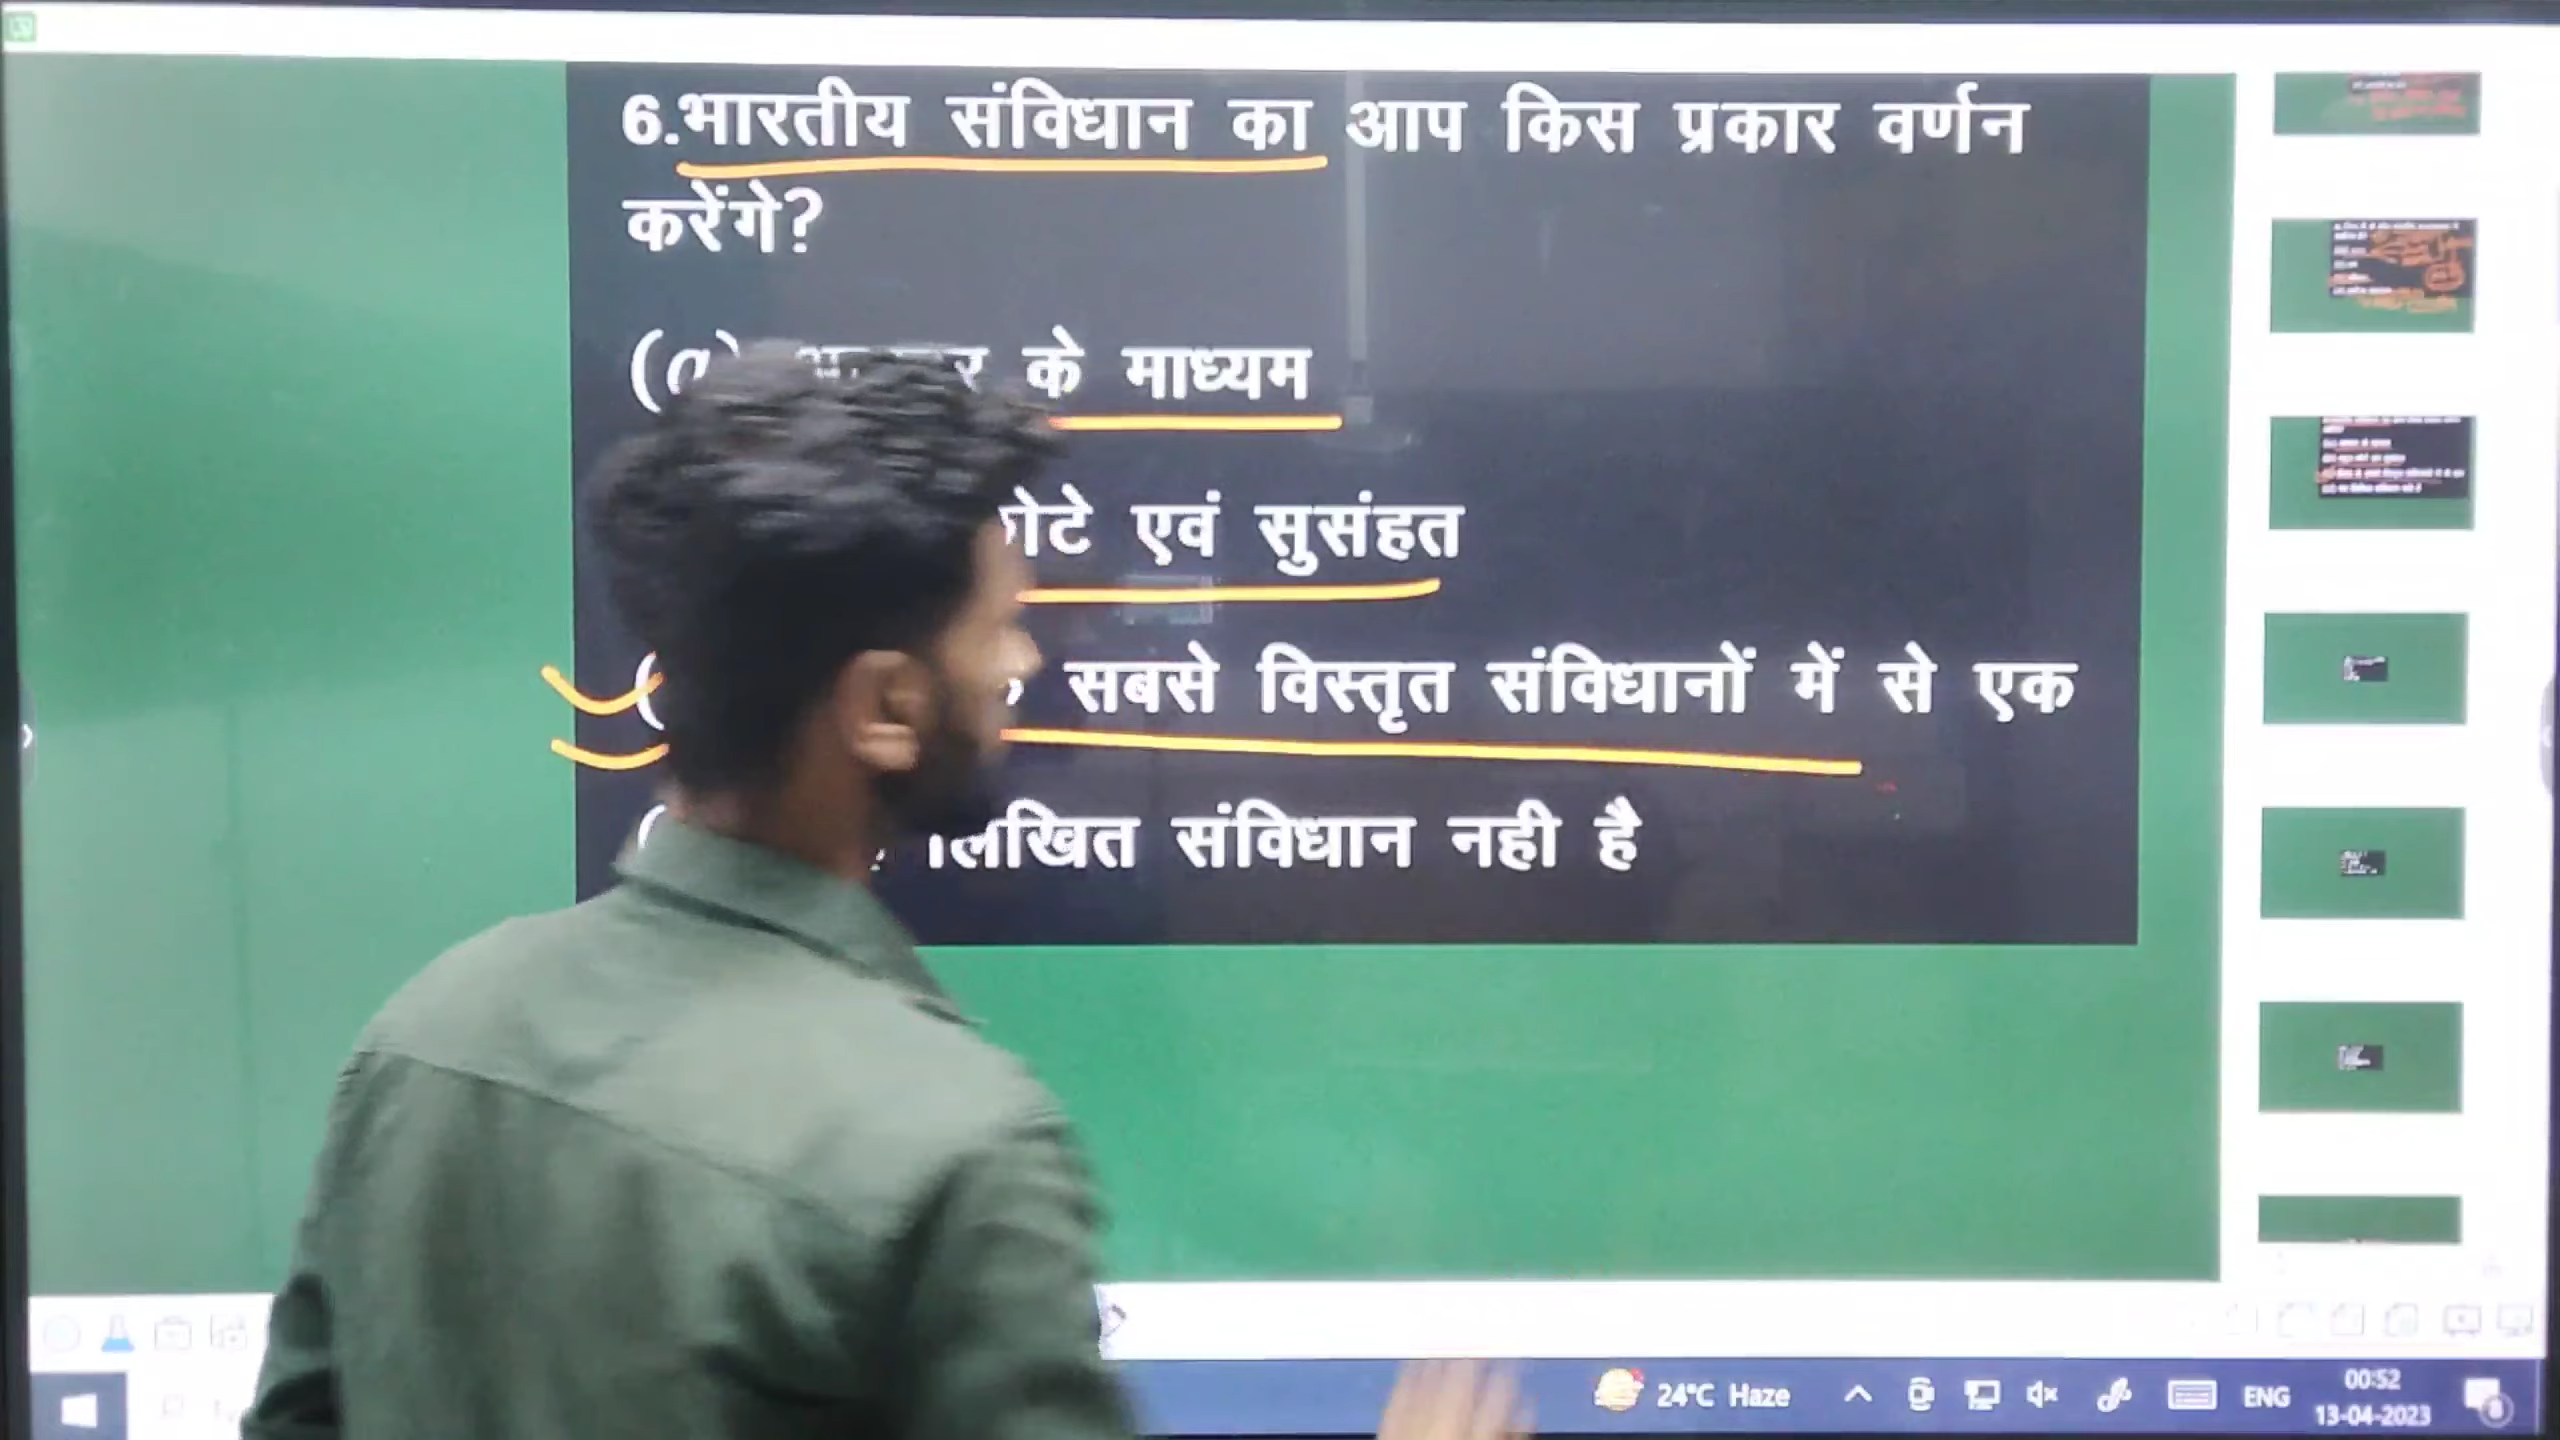 6.भारतीय संविधान का आप किस प्रकार वर्णन
करेंगे?
(a) के माध्यम
एवं सुसंहत
सबसे विस्तृत संविधानों में से एक
लिखित संविधान नही है
24°C Haze
ENG
00:52
13-04-2023